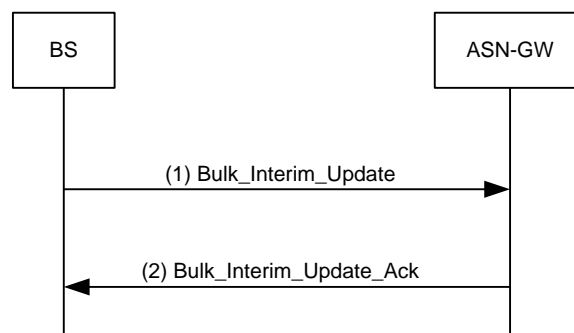 BS
ASN-GW
(1) Bulk_Interim_Update
(2) Bulk_Interim_Update_Ack